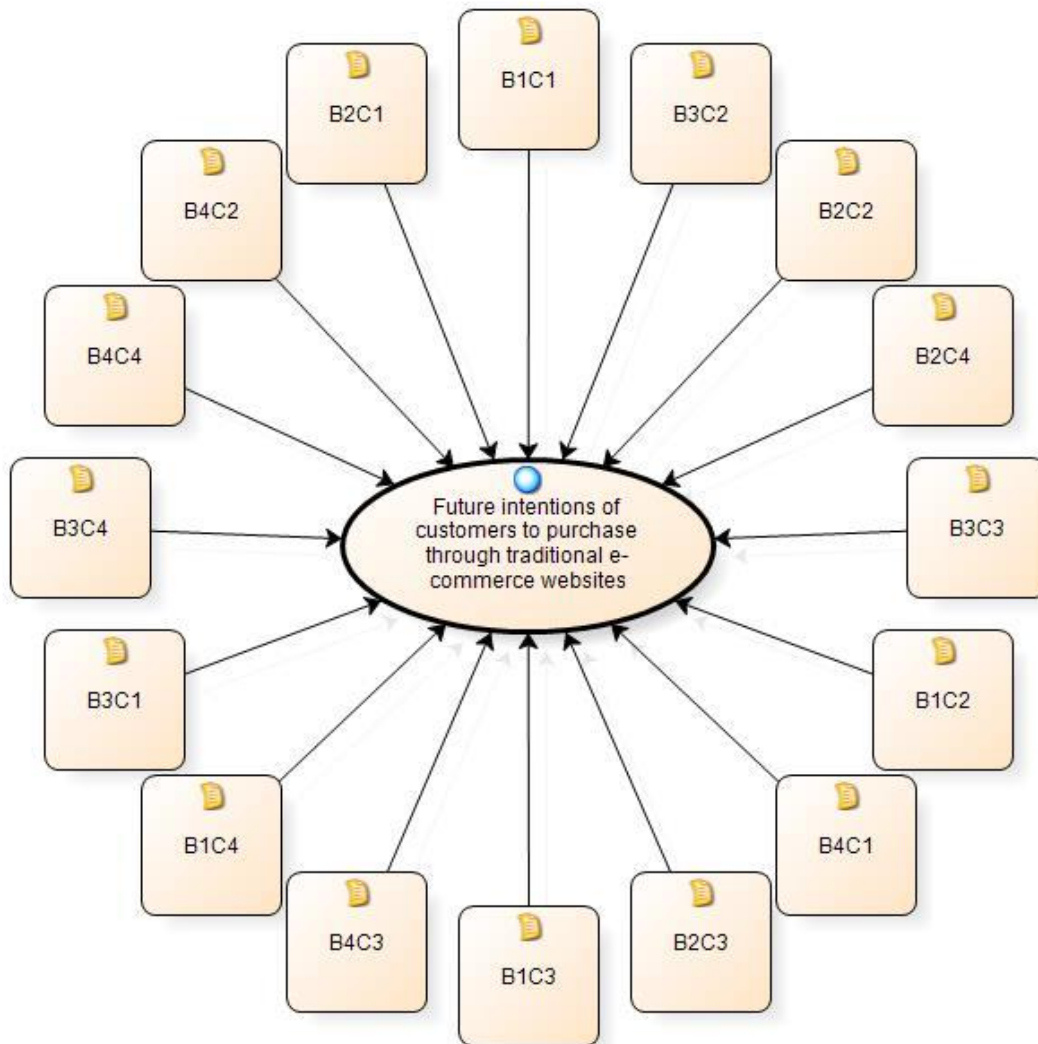 B1C1
B2C1
B3C2
B4C2
B2C2
B4C4
B2C4
Future intentions of
customers to purchase
through traditional e-
commerce websites
B3C4
B3C3
B3C1
B1C2
B1C4
B4C1
B4C3
B2C3
B1C3